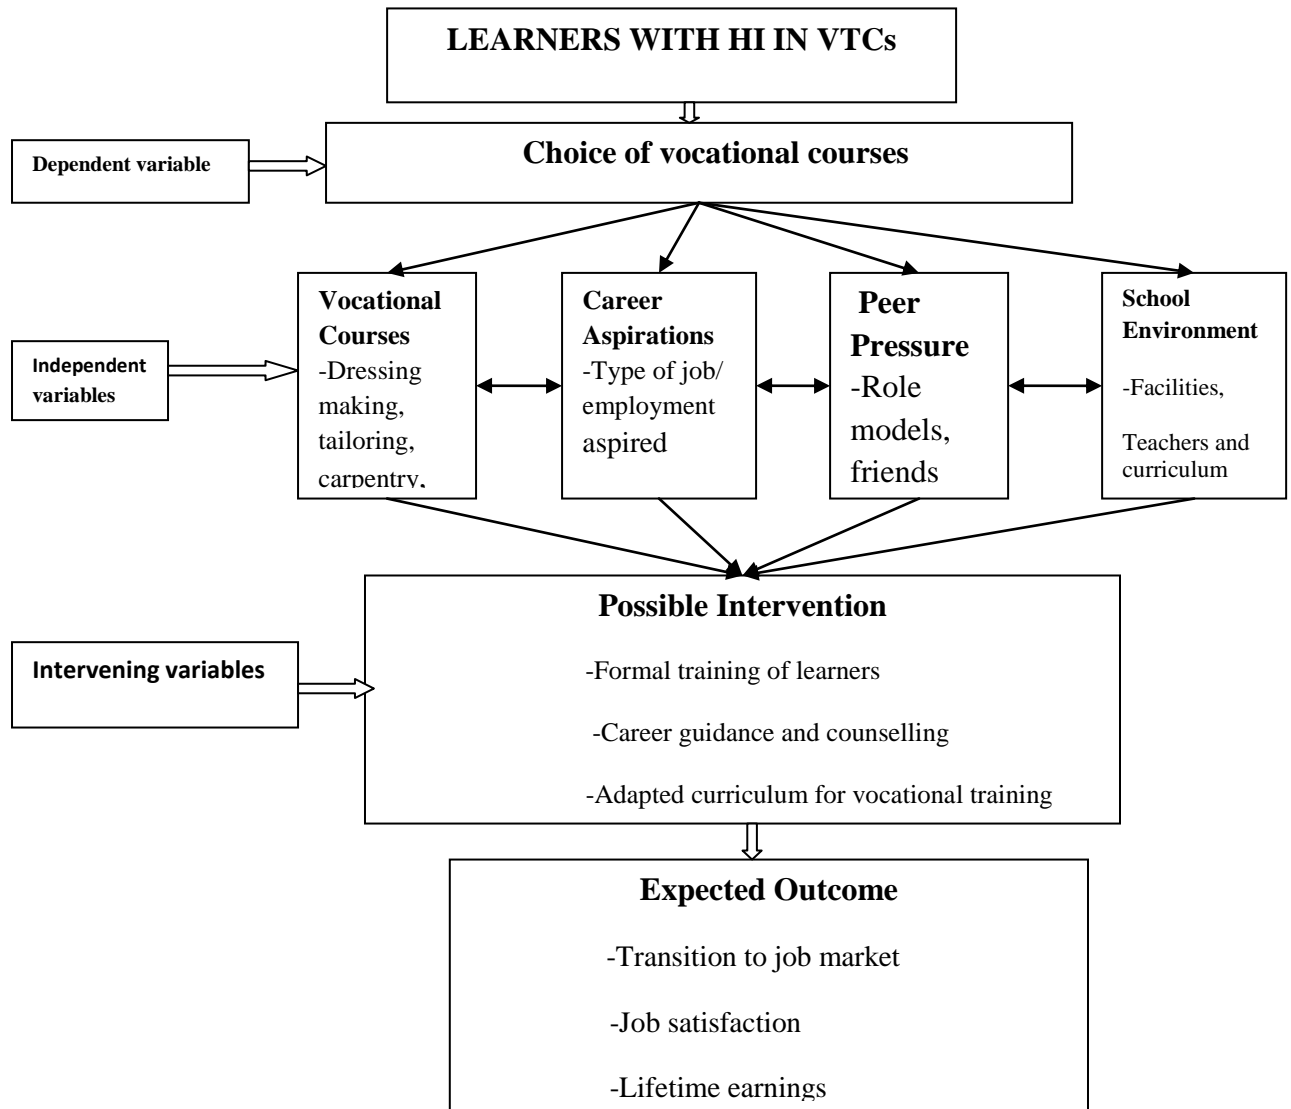 LEARNERS WITH HI IN VTCs
Dependent variable
Choice of vocational courses
Independent
variables
Vocational
Courses
-Dressing
making,
tailoring,
carpentry,
Career
Aspirations
-Type of job/
employment
aspired
Peer
Pressure
-Role
models,
friends
School
Environment
-Facilities,
Teachers and
curriculum
Intervening variables
Possible Intervention
-Formal training of learners
-Career guidance and counselling
-Adapted curriculum for vocational training
Expected Outcome
-Transition to job market
-Job satisfaction
-Lifetime earnings